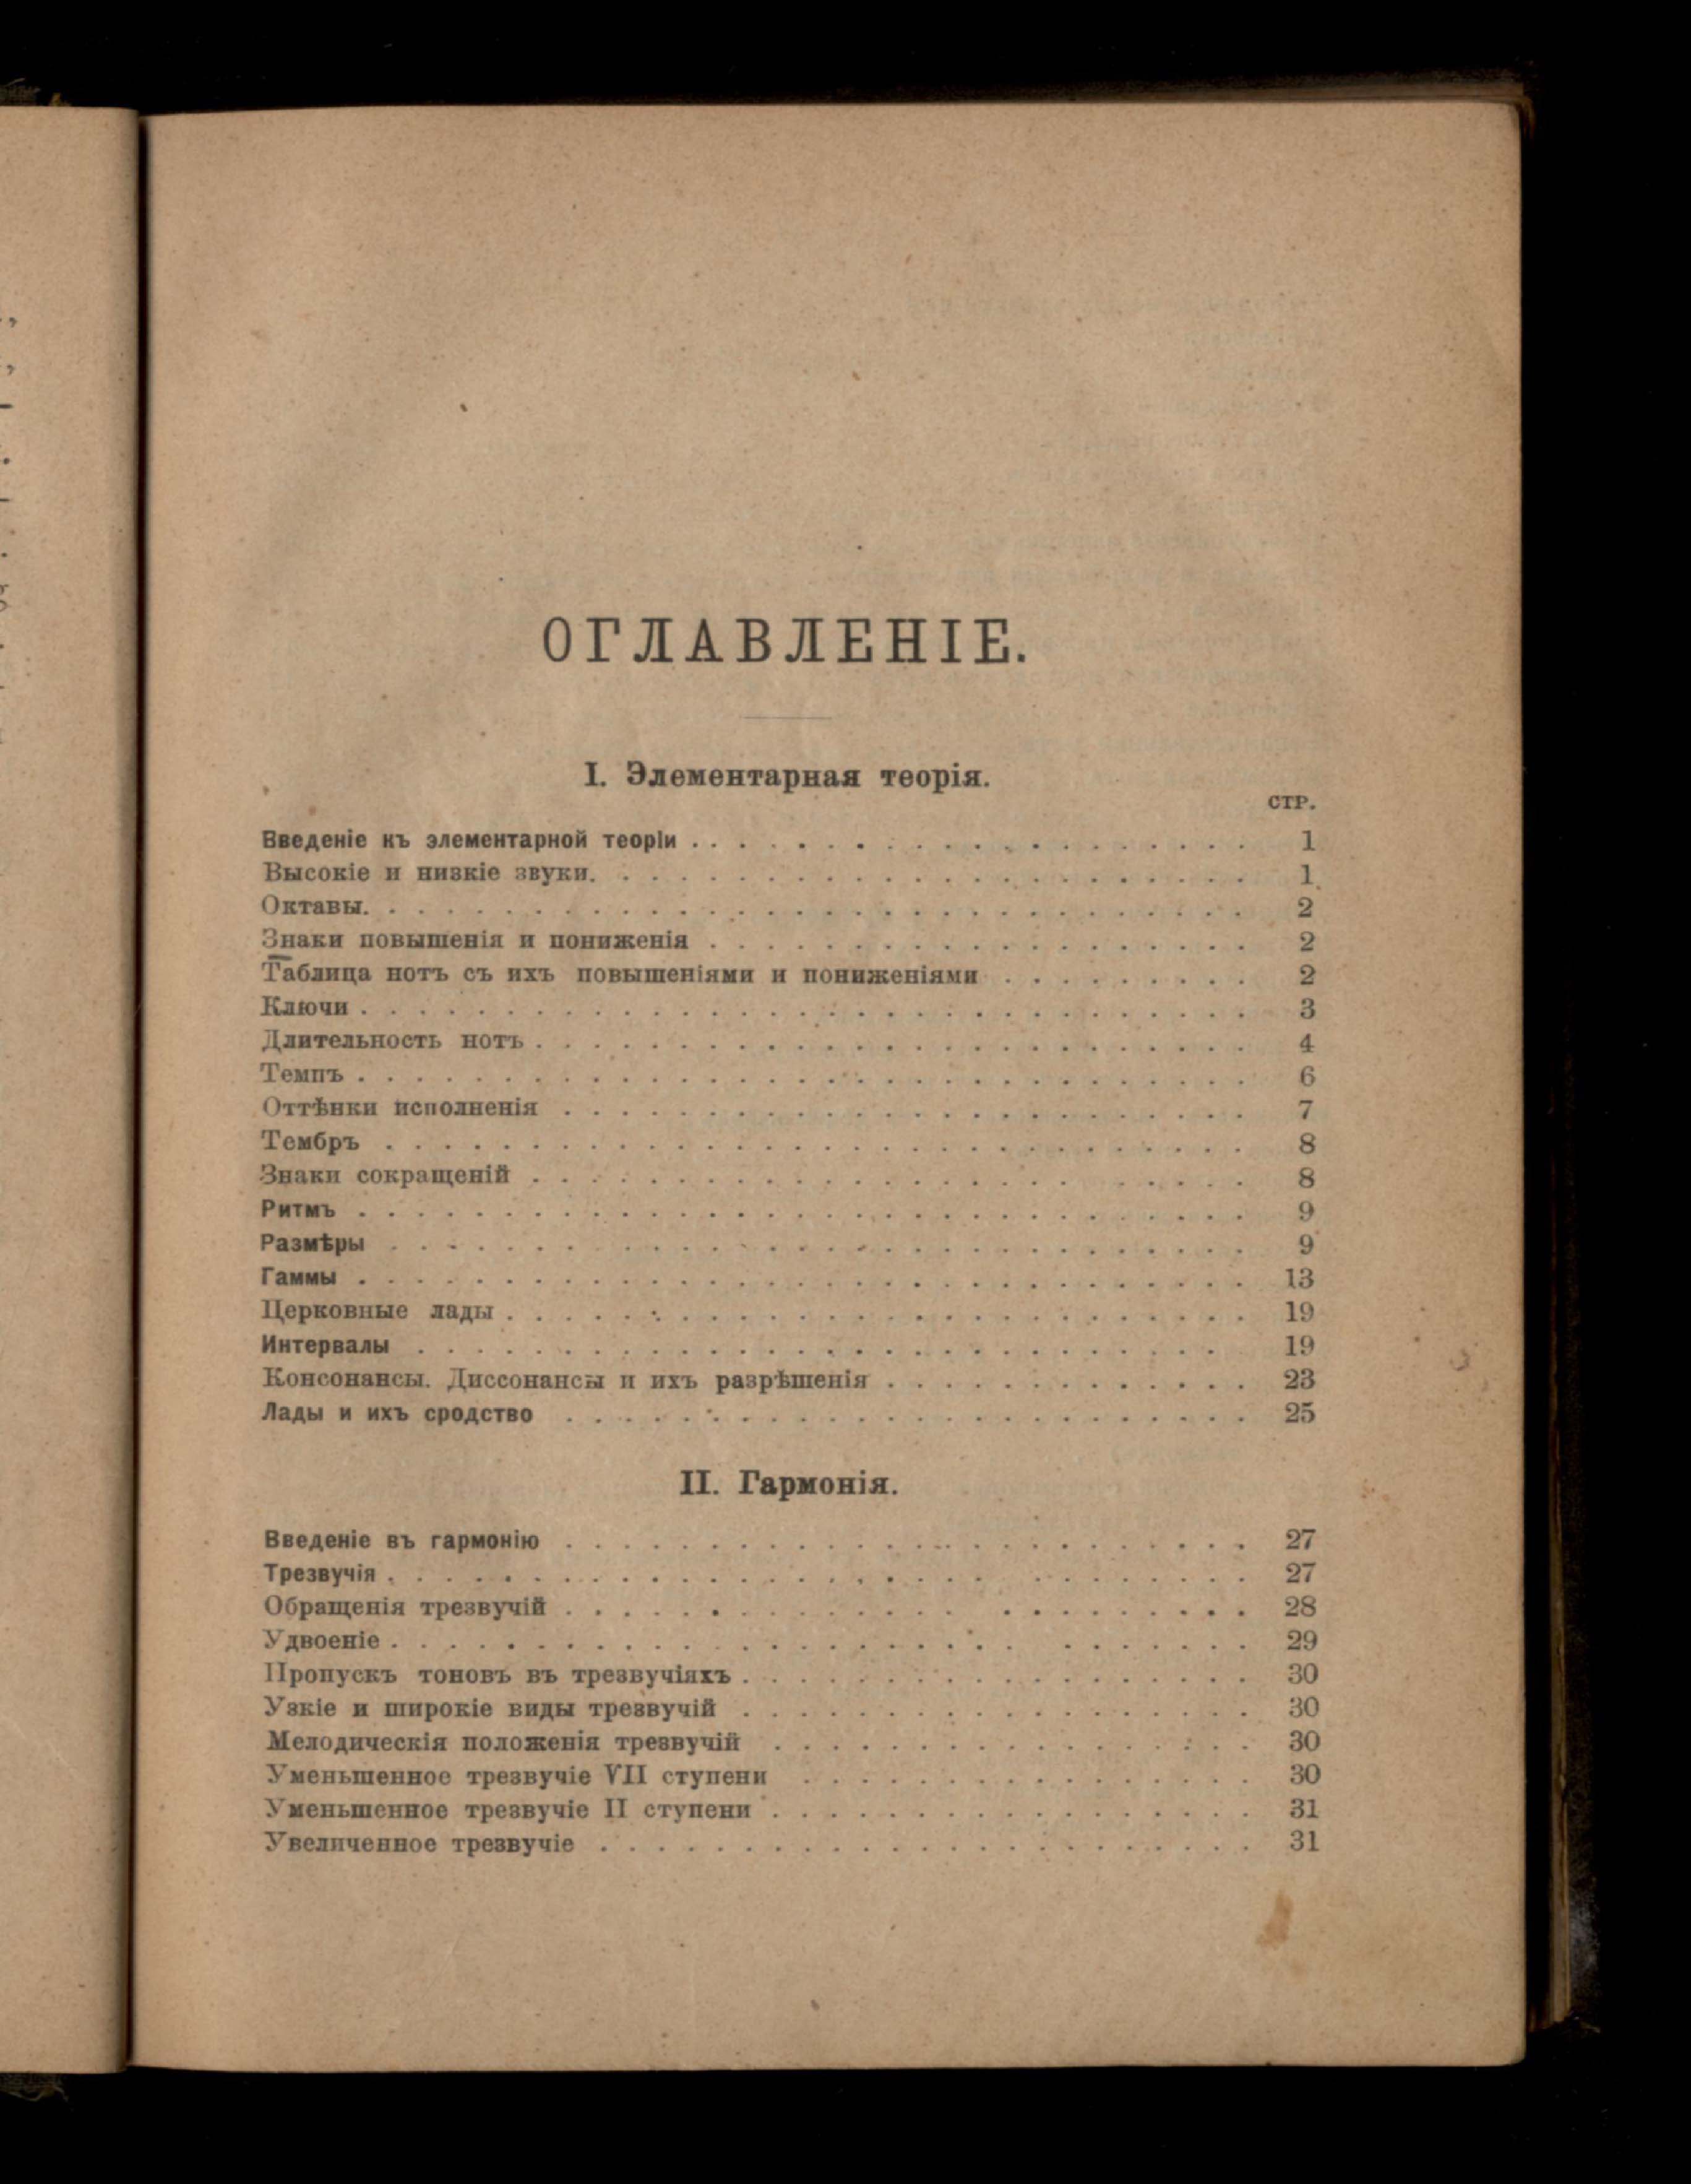 ОГЛАВЛЕНІЕ.
I. Элементарная теорія.
СТР.
Введеніе къ элементарной теоріи . . . . . . . . . . . . . . . . . . . . 1
Высокіе и низкіе звуки. . . . . . . . . . . . . . . . . . . . . . . 1
Октавы. . . . . . . . . . . . . . . . . . . . . . . . . . . . . . . 2
Знаки повышенія и пониженія . . . . . . . . . . . . . . . . . . . 2
Таблица нотъ съ ихъ повышеніями и пониженіями . . . . . . . . . 2
Ключи . . . . . . . . . . . . . . . . . . . . . . . . . . . . . . . 3
Длительность нотъ . . . . . . . . . . . . . . . . . . . . . . . . . 4
Темпъ . . . . . . . . . . . . . . . . . . . . . . . . . . . . . . . 6
Оттѣнки исполненія . . . . . . . . . . . . . . . . . . . . . . . . 7
Тембръ . . . . . . . . . . . . . . . . . . . . . . . . . . . . . . 8
Знаки сокращеній . . . . . . . . . . . . . . . . . . . . . . . . 8
Ритмъ . . . . . . . . . . . . . . . . . . . . . . . . . . . . . . . 9
Размѣры . . . . . . . . . . . . . . . . . . . . . . . . . . . . . . 9
Гаммы . . . . . . . . . . . . . . . . . . . . . . . . . . . . . . . 13
Церковные лады . . . . . . . . . . . . . . . . . . . . . . . . . . 19
Интервалы . . . . . . . . . . . . . . . . . . . . . . . . . . . . 19
Консонансы. Диссонансы и ихъ разрѣшенія . . . . . . . . . . . . . 23
Лады и ихъ сродство . . . . . . . . . . . . . . . . . . . . . . . . 25
II. Гармонія.
Введеніе въ гармонію . . . . . . . . . . . . . . . . . . . . . . . . 27
Трезвучія . . . . . . . . . . . . . . . . . . . . . . . . . . . . . 27
Обращенія трезвучій . . . . . . . . . . . . . . . . . . . . . . . 28
Удвоеніе . . . . . . . . . . . . . . . . . . . . . . . . . . . . . 29
Пропускъ тоновъ въ трезвучіяхъ . . . . . . . . . . . . . . . . . . 30
Узкіе и широкіе виды трезвучій . . . . . . . . . . . . . . . . . . 30
Мелодическія положенія трезвучій . . . . . . . . . . . . . . . . . 30
Уменьшенное трезвучіе VII ступени . . . . . . . . . . . . . . . . 30
Уменьшенное трезвучіе II ступени . . . . . . . . . . . . . . . . . 31
Увеличенное трезвучіе . . . . . . . . . . . . . . . . . . . . . . . 31